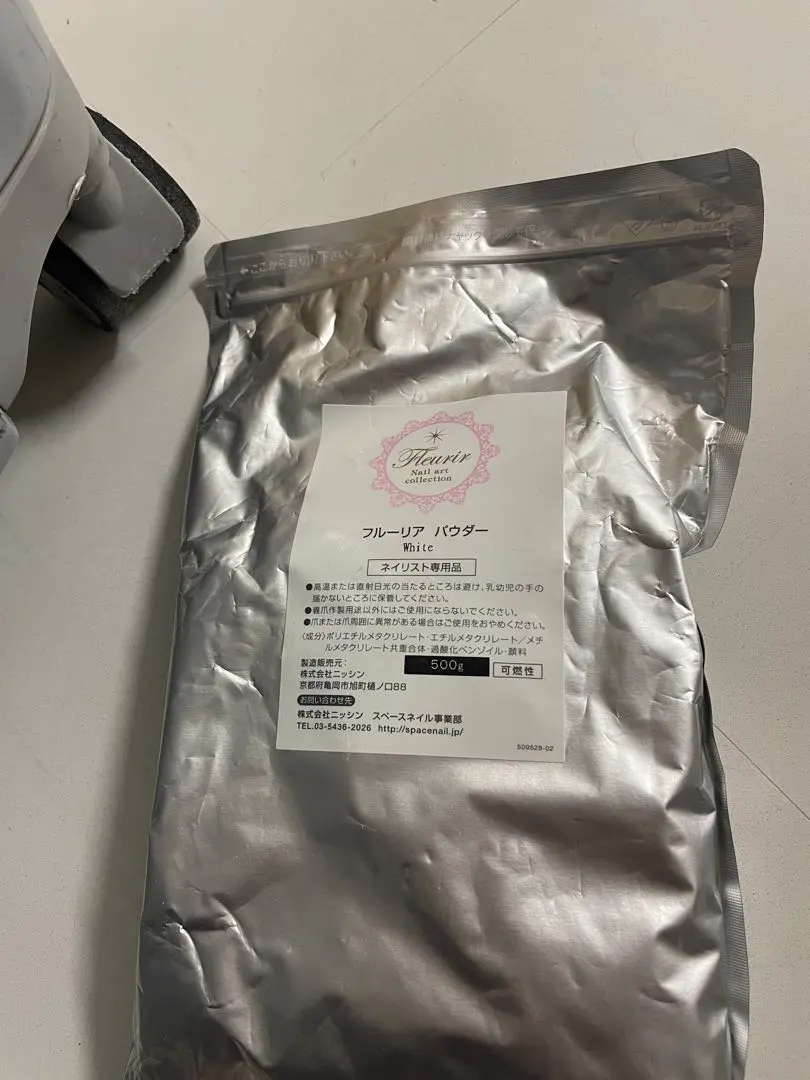 ←ここからお切り下さい
Fleurir
Nail art
collection
フルーリア パウダー
White
ネイリスト専用品
●高温または直射日光の当たるところは避け、乳幼児の手の
届かないところに保管してください。
●義爪作製用途以外にはご使用にならないでください。
●爪または爪周囲に異常がある場合はご使用をおやめください。
〈成分〉ポリエチルメタクリレート・エチルメタクリレート／メチ
ルメタクリレート共重合体・過酸化ベンゾイル・顔料
製造販売元：
500g
可燃性
株式会社ニッシン
京都府亀岡市旭町樋ノ口88
お問い合わせ先
株式会社ニッシン スペースネイル事業部
TEL.03-5436-2026 http://spacenail.jp/
509528-02